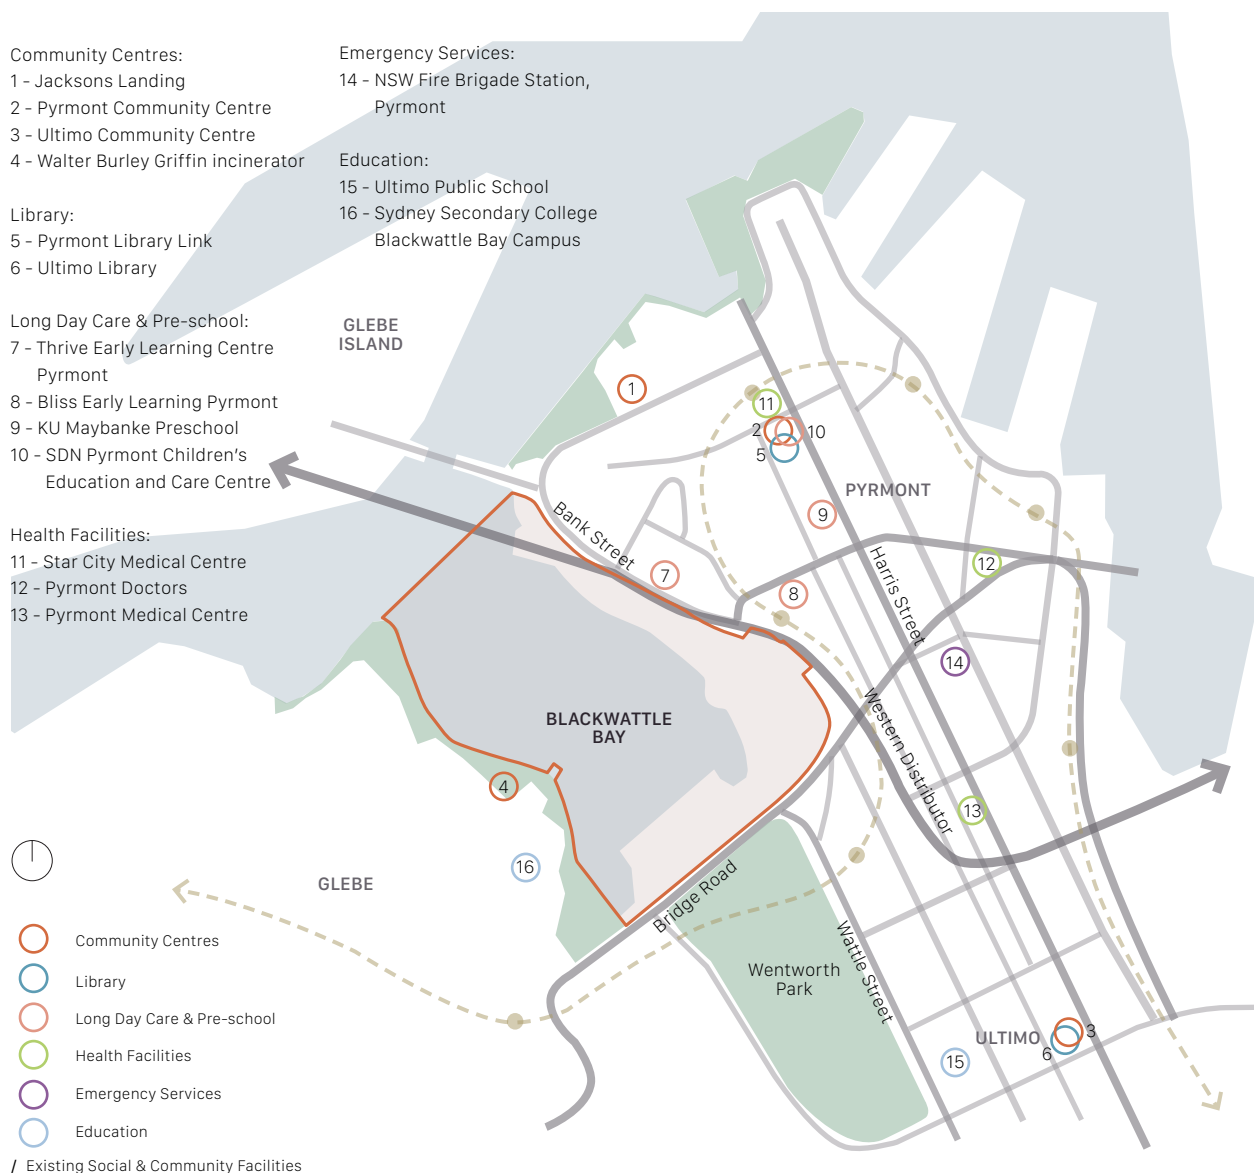 Community Centres:
1 - Jacksons Landing
2 - Pyrmont Community Centre
3 - Ultimo Community Centre
4 - Walter Burley Griffin incinerator
Library:
5 - Pyrmont Library Link
6 - Ultimo Library
Long Day Care & Pre-school:
7 - Thrive Early Learning Centre
Pyrmont
8 - Bliss Early Learning Pyrmont
9 - KU Maybanke Preschool
10 - SDN Pyrmont Children's
Education and Care Centre
Health Facilities:
11 - Star City Medical Centre
12 - Pyrmont Doctors
13 - Pyrmont Medical Centre
Emergency Services:
14 - NSW Fire Brigade Station,
Pyrmont
Education:
15 - Ultimo Public School
16 - Sydney Secondary College
Blackwattle Bay Campus
GLEBE
ISLAND
1
11
2
10
5
PYRMONT
9
Bank Street
Harris Street
7
12
8
14
Western Distributor
BLACKWATTLE
BAY
4
13
16
GLEBE
Bridge Road
Wattle Street
Wentworth
Park
ULTIMO
3
6
15
Community Centres
Library
Long Day Care & Pre-school
Health Facilities
Emergency Services
Education
/ Existing Social & Community Facilities